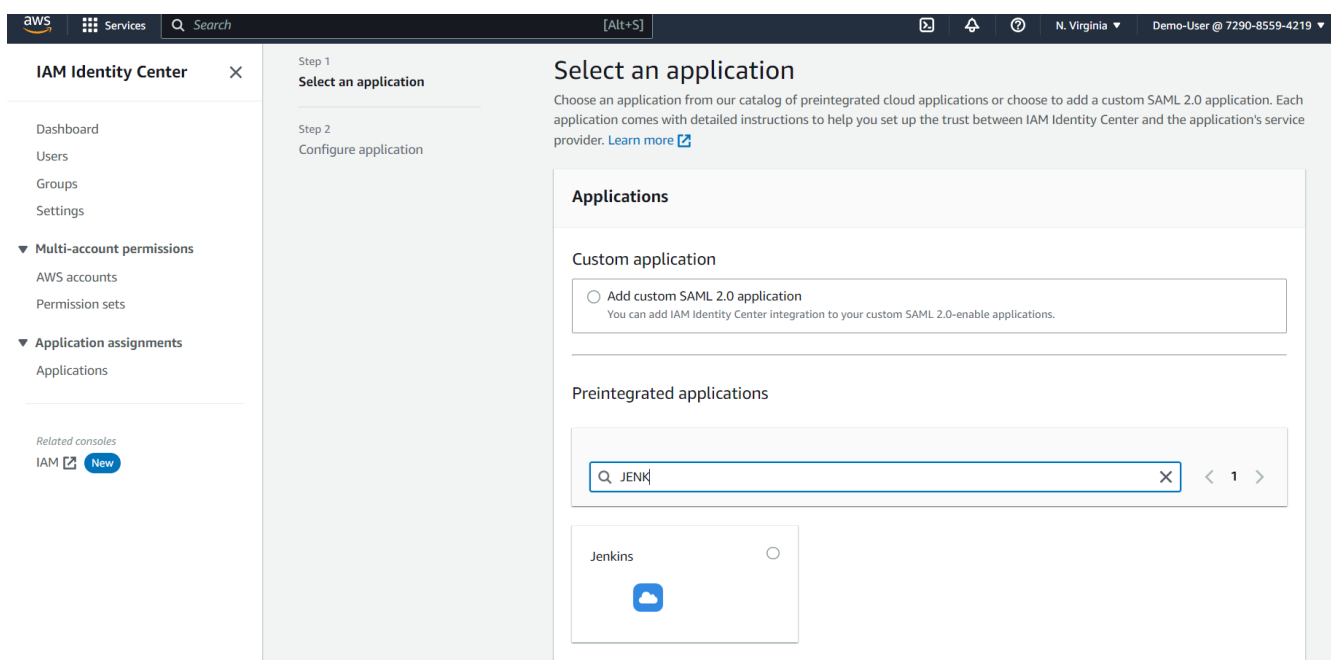 aws
Services
Search
[Alt+S]
N. Virginia
Demo-User @ 7290-8559-4219
IAM Identity Center
Dashboard
Users
Groups
Settings
Multi-account permissions
AWS accounts
Permission sets
Application assignments
Applications
Related consoles
IAM New
Step 1
Select an application
Step 2
Configure application
Select an application
Choose an application from our catalog of preintegrated cloud applications or choose to add a custom SAML 2.0 application. Each
application comes with detailed instructions to help you set up the trust between IAM Identity Center and the application's service
provider. Learn more
Applications
Custom application
Add custom SAML 2.0 application
You can add IAM Identity Center integration to your custom SAML 2.0-enable applications.
Preintegrated applications
JENK
1
Jenkins